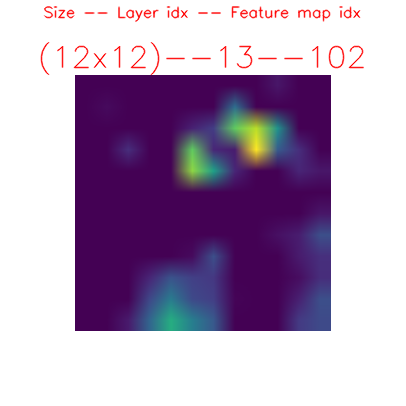 Size -- Layer idx -- Feature map idx
(12x12)--13--102